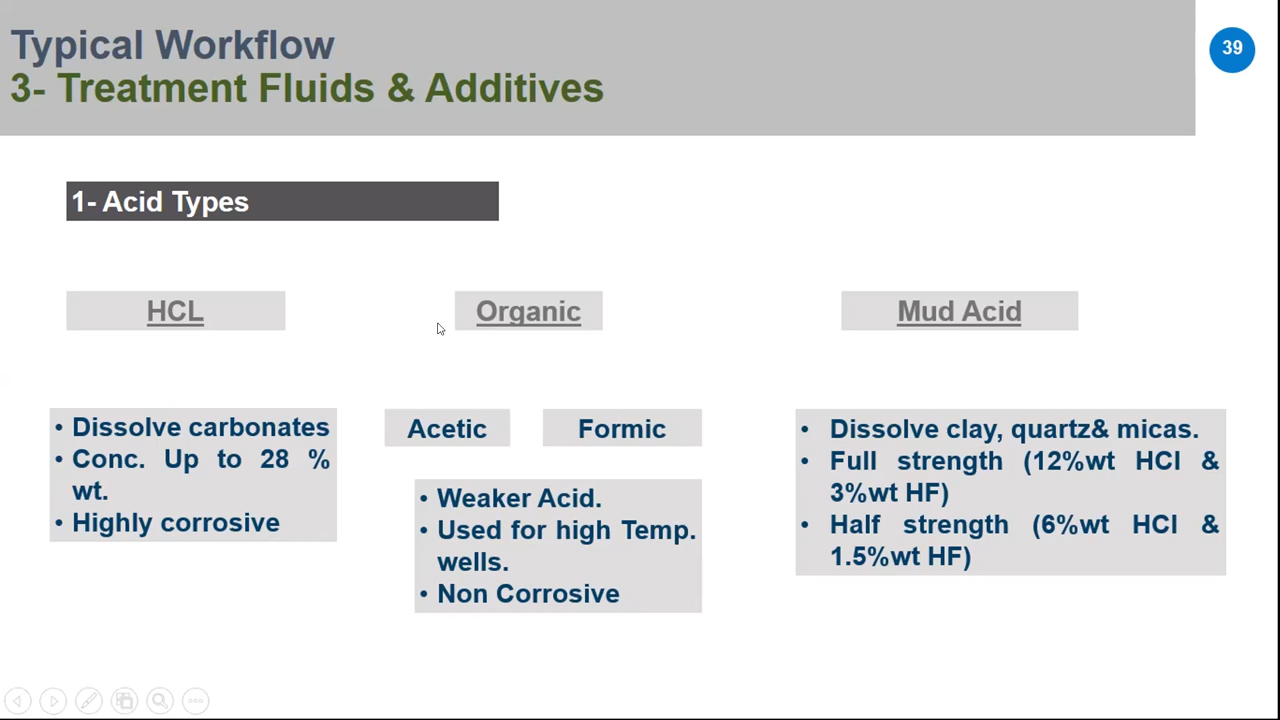 Typical Workflow
3- Treatment Fluids & Additives
39
1- Acid Types
HCL
Organic
Mud Acid
• Dissolve carbonates
• Conc. Up to 28 %
wt.
• Highly corrosive
Acetic
Formic
• Weaker Acid.
• Used for high Temp.
wells.
• Non Corrosive
• Dissolve clay, quartz& micas.
• Full strength (12%wt HCl &
3%wt HF)
• Half strength (6%wt HCl &
1.5%wt HF)